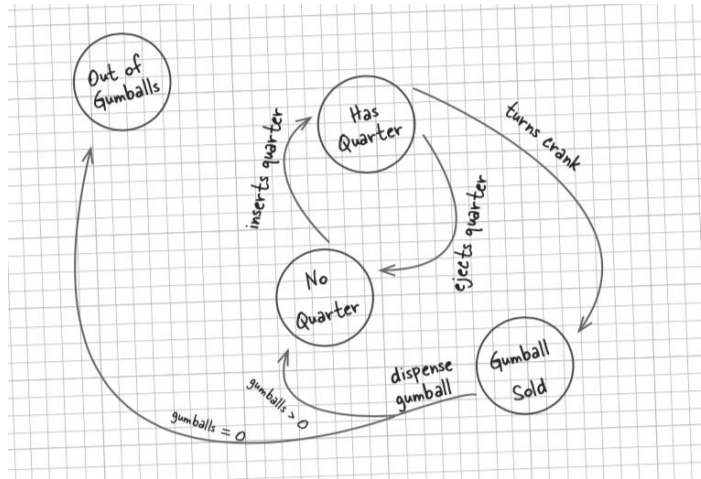 Out of
Gumballs
Has
Quarter
turns crank
inserts quarter
ejects quarter
No
Quarter
Gumball
Sold
dispense
gumball
gumballs > 0
gumballs = 0